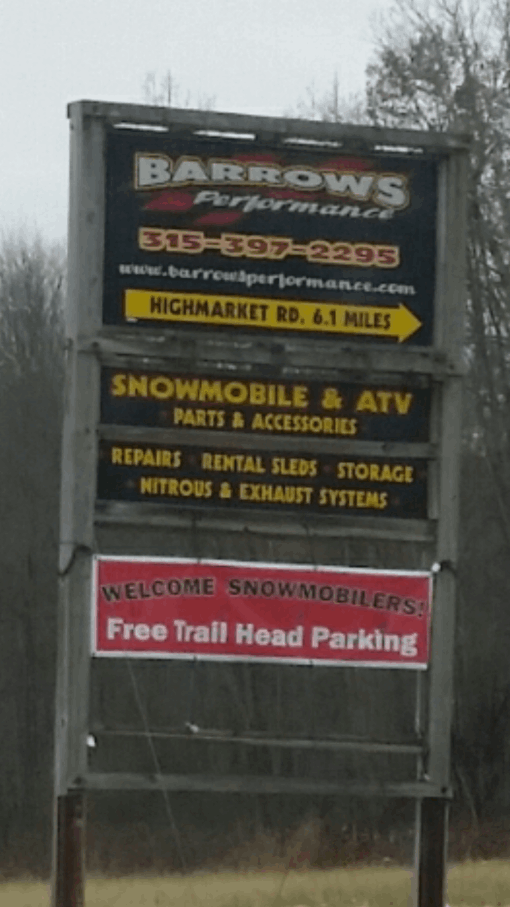 BARROWS
Performance
315-397-2295
www.barrowsperformance.com
HIGHMARKET RD. 6.1 MILES
SNOWMOBILE & ATV
PARTS & ACCESSORIES
REPAIRS RENTAL SLEDS STORAGE
NITROUS & EXHAUST SYSTEMS
WELCOME SNOWMOBILERS!
Free Trail Head Parking